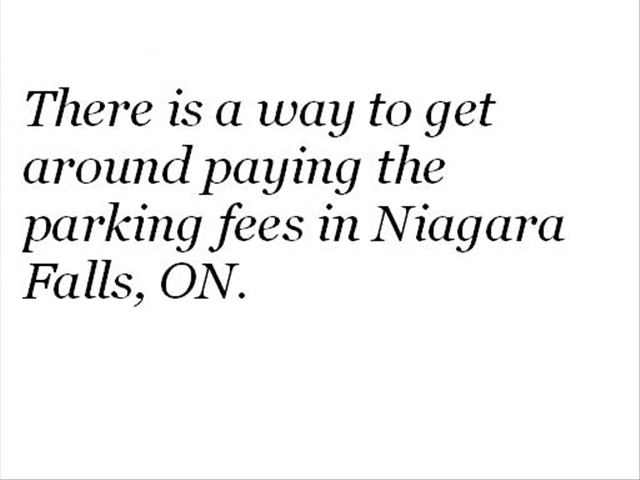 There is a way to get
around paying the
parking fees in Niagara
Falls, ON.